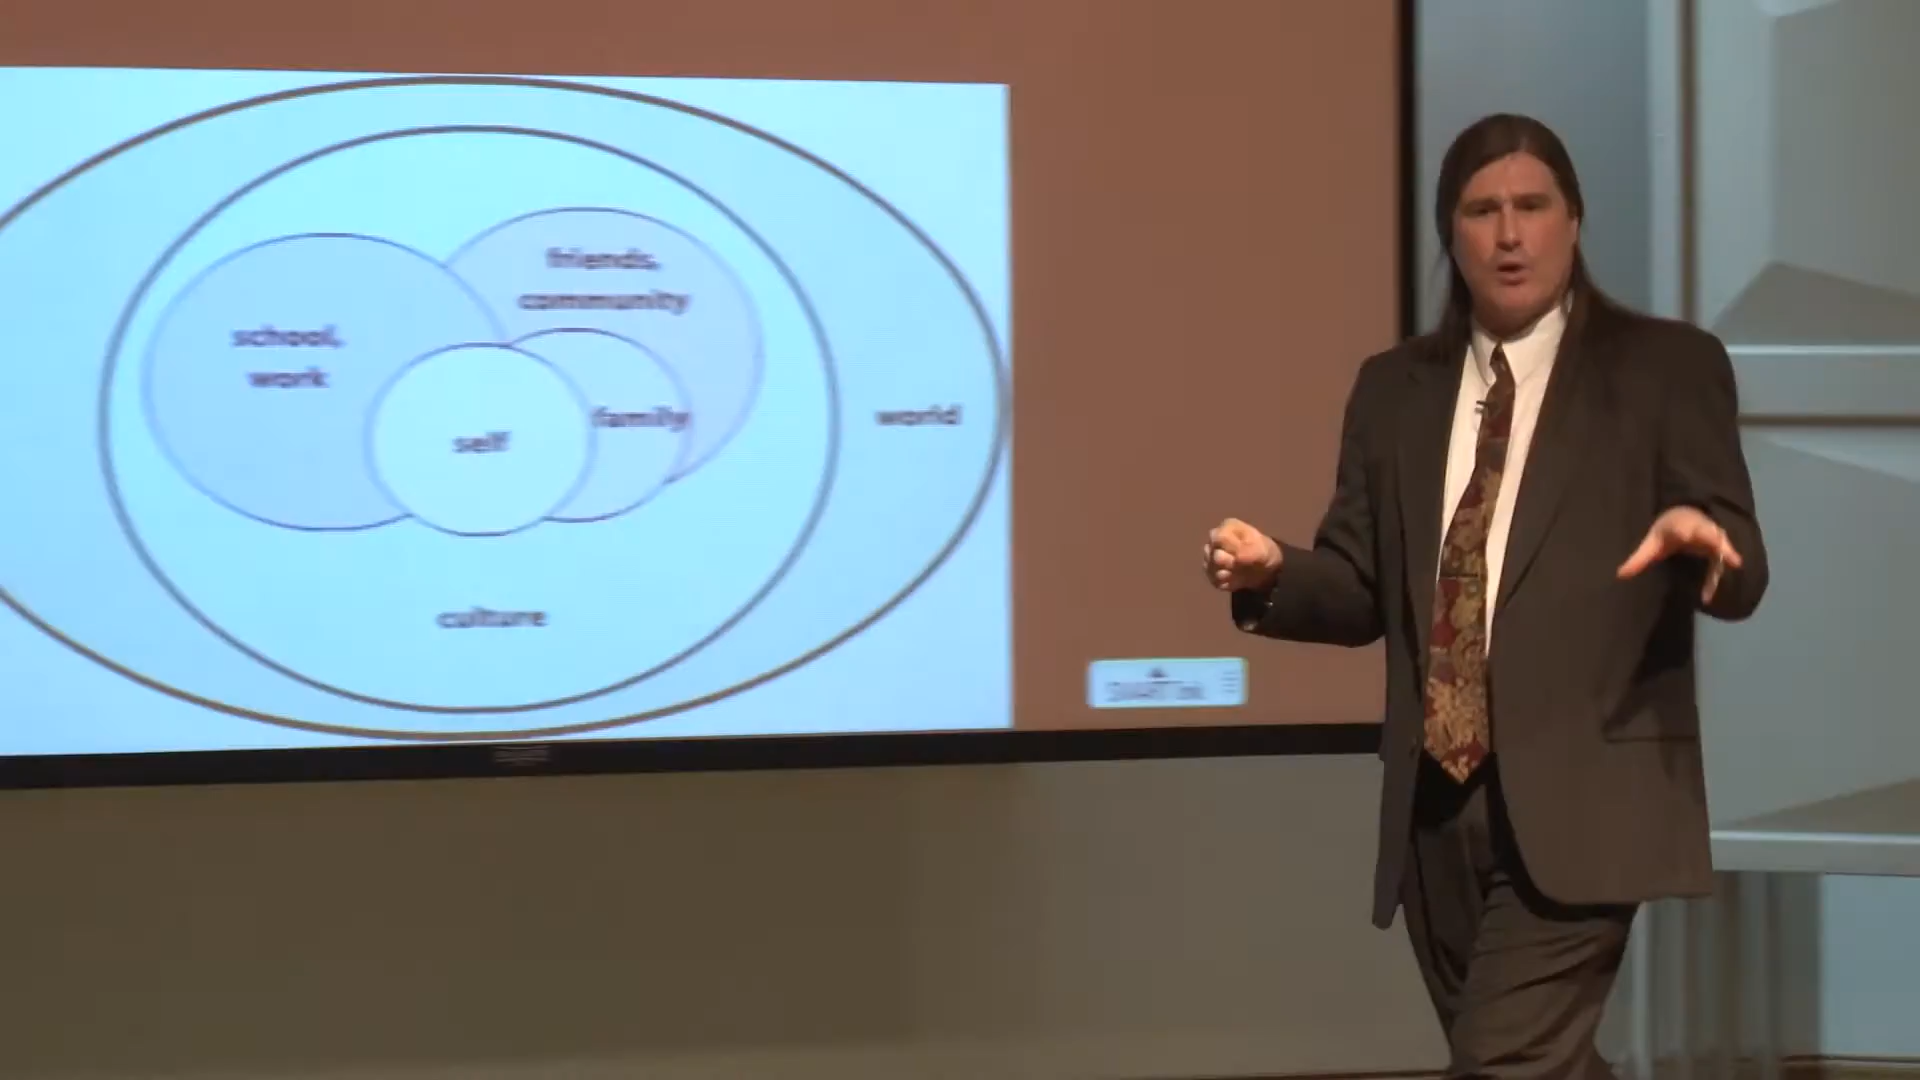 friends,
community
school,
work
family
self
world
culture